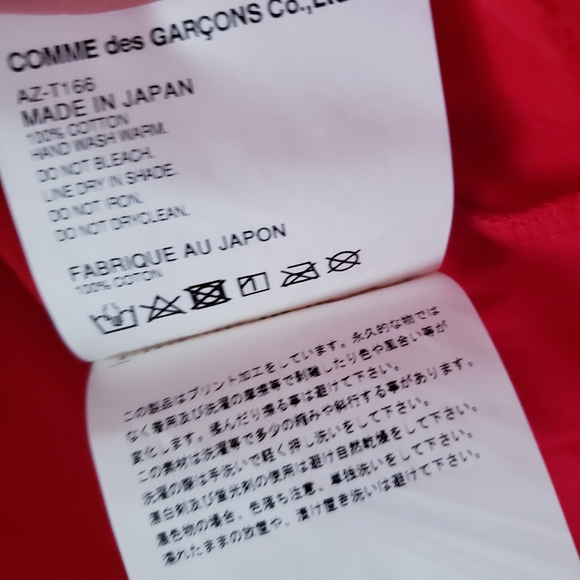 COMME des GARÇONS Co.,
AZ-T166
MADE IN JAPAN
100% COTTON
HAND WASH WARM.
DO NOT BLEACH.
LINE DRY IN SHADE.
DO NOT IRON.
DO NOT DRYCLEAN.
FABRIQUE AU JAPON
100% COTON
この製品はプリント加工をしています。永久的な物では
なく着用及び洗濯の摩擦等で剥離したり色や風合い等が
変化します。揉んだり擦る事は避けて下さい。
この素材は洗濯等で多少の縮みや斜行する事があります。
洗濯の際は手洗いで軽く押し洗いをして下さい。
漂白剤及び蛍光剤の使用は避け自然乾燥をして下さい。
濃色物の場合、色落ち注意、単独洗いをして下さい。
濡れたままの放置や、漬け置き洗いは避けて下さい。